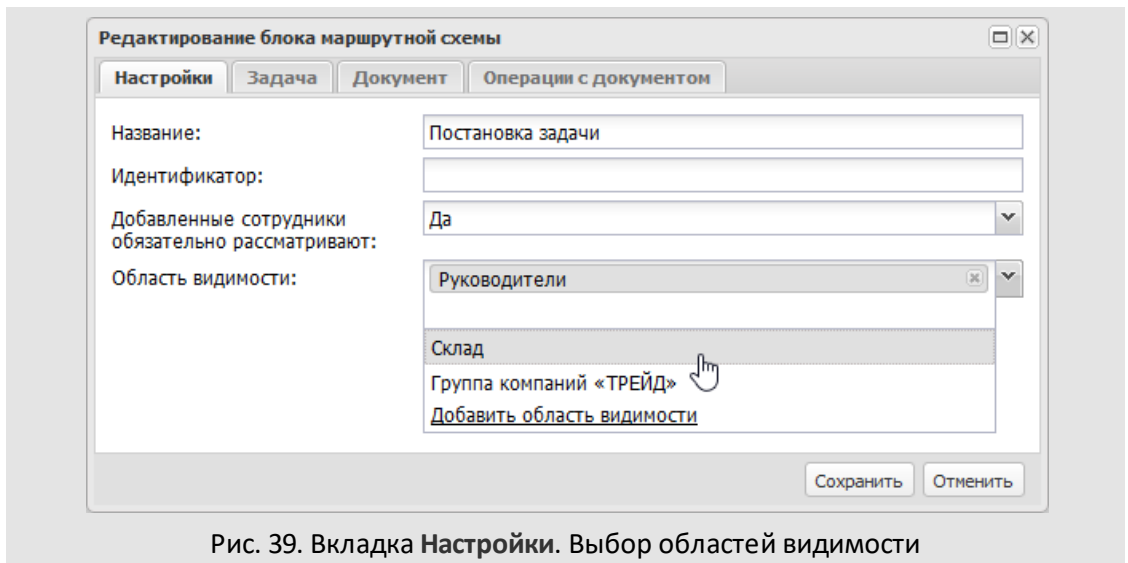 Редактирование блока маршрутной схемы
Настройки Задача Документ Операции с документом
Название: Постановка задачи
Идентификатор:
Добавленные сотрудники Да
обязательно рассматривают:
Область видимости: Руководители
Склад
Группа компаний «ТРЕЙД»
Добавить область видимости
Сохранить Отменить
Рис. 39. Вкладка Настройки. Выбор областей видимости